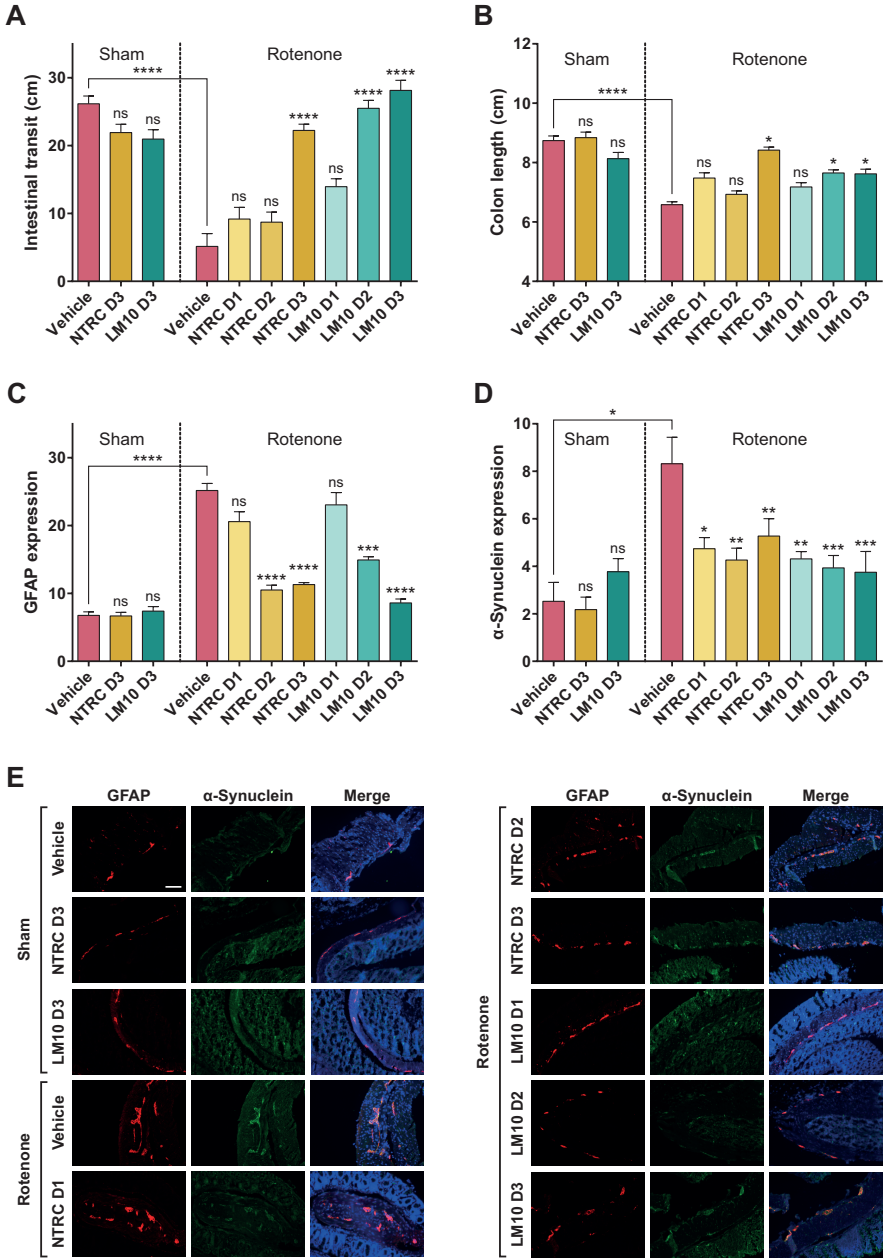 A
Sham
Rotenone
Intestinal transit (cm)
30
20
10
0
****
ns
ns
ns
ns
****
ns
****
****
Vehicle
NTRC D3
LM10 D3
Vehicle
NTRC D1
NTRC D2
NTRC D3
LM10 D1
LM10 D2
LM10 D3
B
Sham
Rotenone
Colon length (cm)
12
10
8
6
4
****
ns
ns
ns
ns
*
ns
*
*
Vehicle
NTRC D3
LM10 D3
Vehicle
NTRC D1
NTRC D2
NTRC D3
LM10 D1
LM10 D2
LM10 D3
C
Sham
Rotenone
GFAP expression
30
20
10
0
****
ns
ns
ns
****
****
ns
***
****
Vehicle
NTRC D3
LM10 D3
Vehicle
NTRC D1
NTRC D2
NTRC D3
LM10 D1
LM10 D2
LM10 D3
D
Sham
Rotenone
α-Synuclein expression
10
8
6
4
2
0
*
ns
ns
*
**
**
**
***
***
Vehicle
NTRC D3
LM10 D3
Vehicle
NTRC D1
NTRC D2
NTRC D3
LM10 D1
LM10 D2
LM10 D3
E
GFAP α-Synuclein Merge
Sham
Vehicle
NTRC D3
LM10 D3
Rotenone
Vehicle
NTRC D1
GFAP α-Synuclein Merge
Rotenone
NTRC D2
NTRC D3
LM10 D1
LM10 D2
LM10 D3